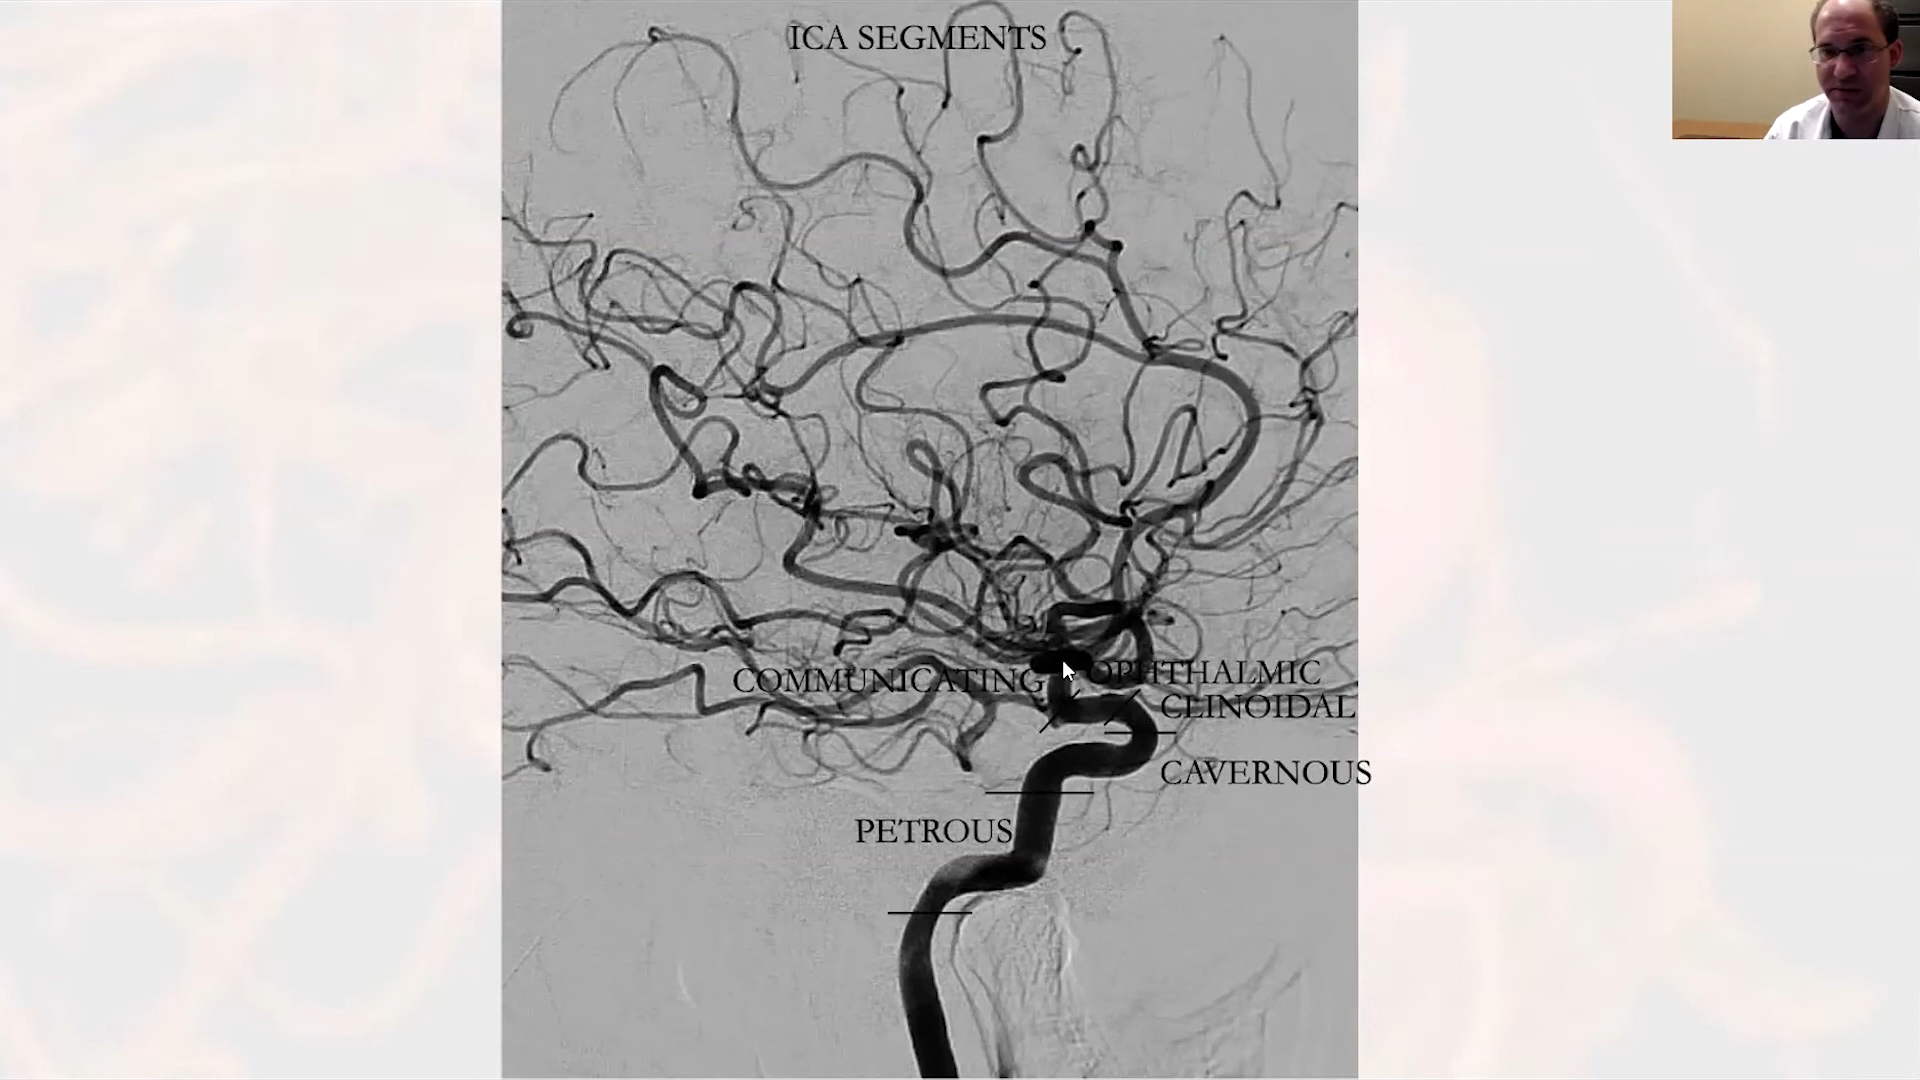 ICA SEGMENTS
COMMUNICATING
OPHTHALMIC
CLINOIDAL
CAVERNOUS
PETROUS